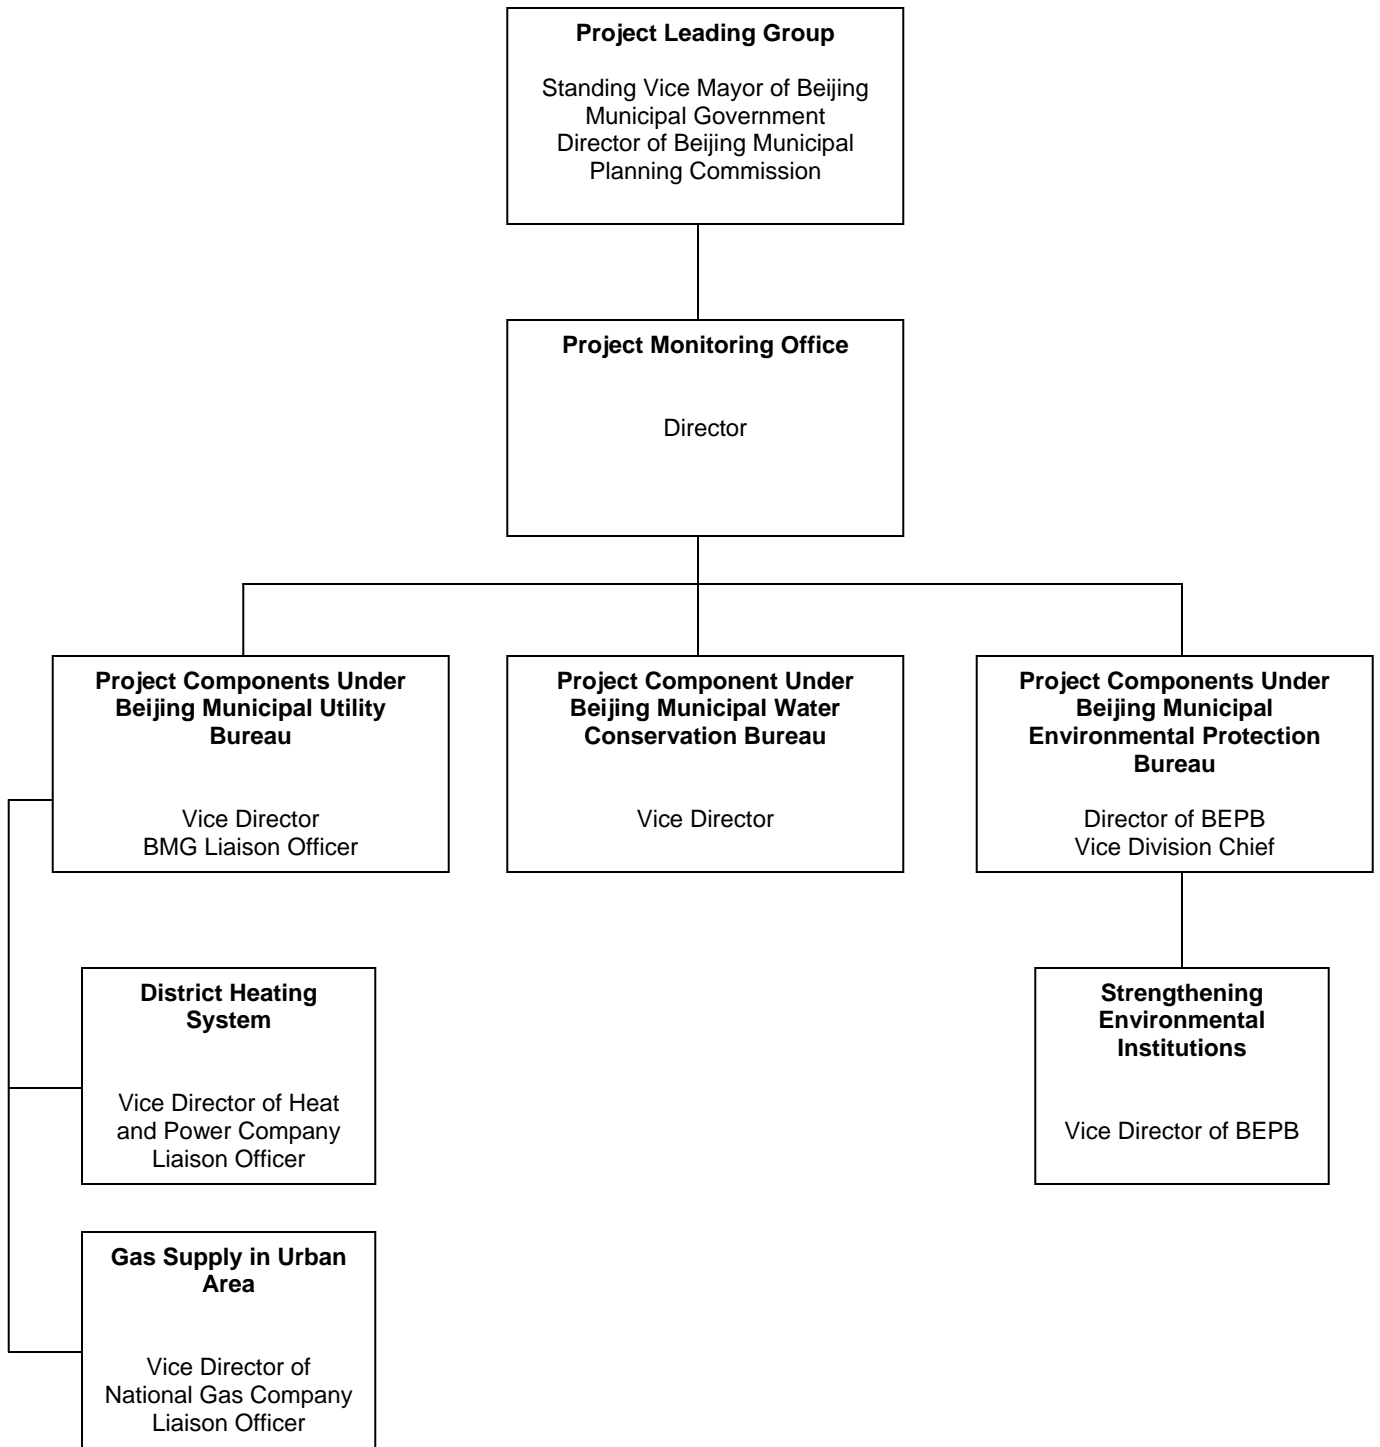 Project Leading Group
Standing Vice Mayor of Beijing
Municipal Government
Director of Beijing Municipal
Planning Commission
Project Monitoring Office
Director
Project Components Under
Beijing Municipal Utility
Bureau
Vice Director
BMG Liaison Officer
Project Component Under
Beijing Municipal Water
Conservation Bureau
Vice Director
Project Components Under
Beijing Municipal
Environmental Protection
Bureau
Director of BEPB
Vice Division Chief
District Heating
System
Vice Director of Heat
and Power Company
Liaison Officer
Strengthening
Environmental
Institutions
Vice Director of BEPB
Gas Supply in Urban
Area
Vice Director of
National Gas Company
Liaison Officer